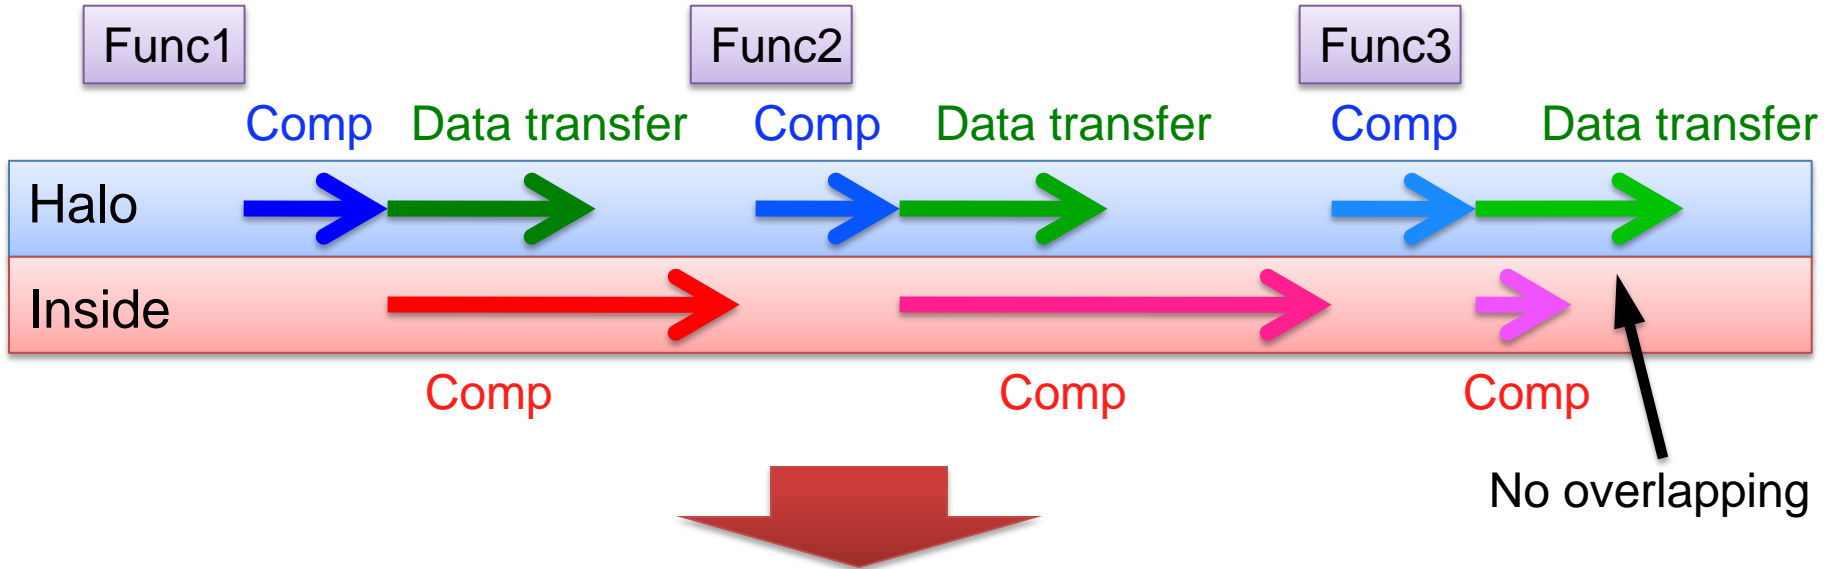 Func1 Func2 Func3
Comp Data transfer Comp Data transfer Comp Data transfer
Halo
Inside
Comp Comp Comp
No overlapping